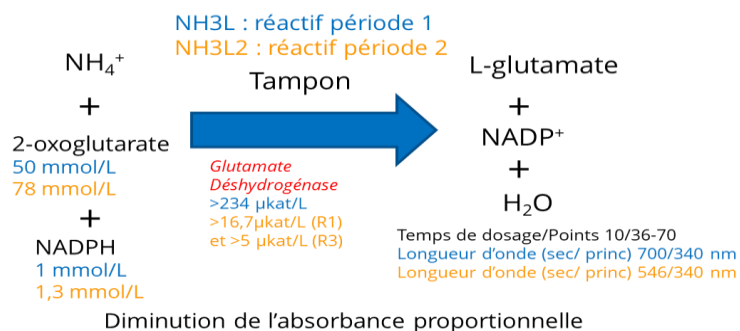 NH3L : réactif période 1
NH3L2 : réactif période 2
NH₄⁺
+
2-oxoglutarate
50 mmol/L
78 mmol/L
+
NADPH
1 mmol/L
1,3 mmol/L
Tampon
Glutamate
Déshydrogénase
>234 µkat/L
>16,7µkat/L (R1)
et >5 µkat/L (R3)
L-glutamate
+
NADP⁺
+
H₂O
Temps de dosage/Points 10/36-70
Longueur d’onde (sec/ princ) 700/340 nm
Longueur d’onde (sec/ princ) 546/340 nm
Diminution de l’absorbance proportionnelle